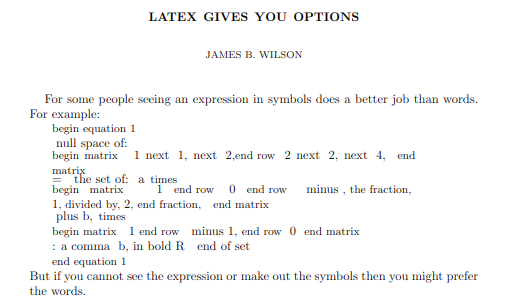 LATEX GIVES YOU OPTIONS
JAMES B. WILSON
For some people seeing an expression in symbols does a better job than words.
For example:
begin equation 1
null space of:
begin matrix 1 next 1, next 2,end row 2 next 2, next 4, end
matrix
= the set of: a times
begin matrix 1 end row 0 end row minus , the fraction,
1, divided by, 2, end fraction, end matrix
plus b, times
begin matrix 1 end row minus 1, end row 0 end matrix
: a comma b, in bold R end of set
end equation 1
But if you cannot see the expression or make out the symbols then you might prefer
the words.